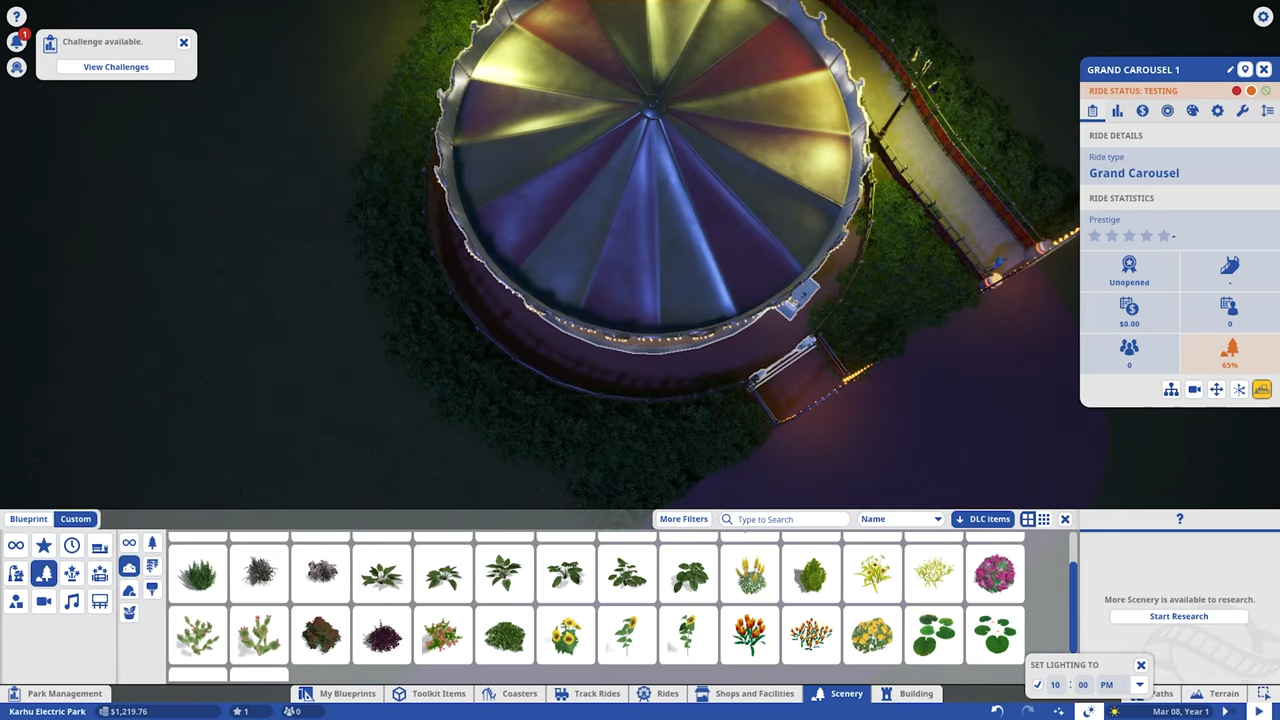 ?
1
Challenge available.
View Challenges
GRAND CAROUSEL 1
RIDE STATUS: TESTING
RIDE DETAILS
Ride type
Grand Carousel
RIDE STATISTICS
Prestige
-
Unopened
-
$0.00
0
0
65%
Blueprint
Custom
More Filters
Type to Search
Name
DLC items
?
More Scenery is available to research.
Start Research
SET LIGHTING TO
10 : 00 PM
Park Management
My Blueprints
Toolkit Items
Coasters
Track Rides
Rides
Shops and Facilities
Scenery
Building
Paths
Terrain
Karhu Electric Park
$1,219.76
1
0
Mar 08, Year 1